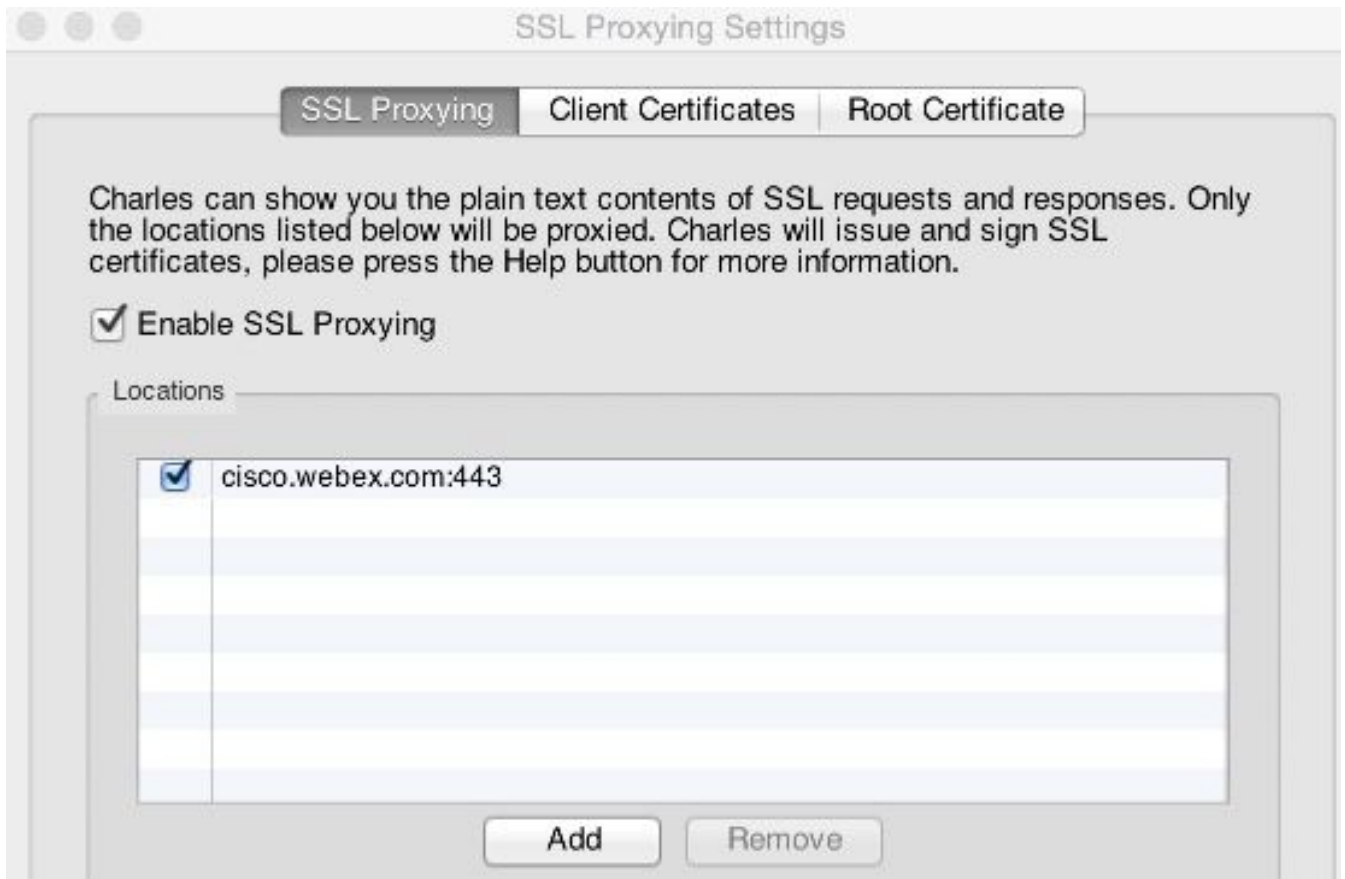 SSL Proxying Settings
SSL Proxying Client Certificates Root Certificate
Charles can show you the plain text contents of SSL requests and responses. Only
the locations listed below will be proxied. Charles will issue and sign SSL
certificates, please press the Help button for more information.
Enable SSL Proxying
Locations
cisco.webex.com:443
Add Remove